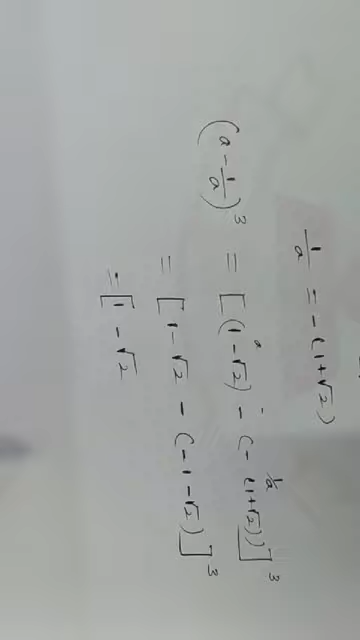 1/a = -(1+√2)
(a - 1/a)³ = [(1-√2) - (-(1+√2))]³
= [1-√2 - (-1-√2)]³
= [1-√2